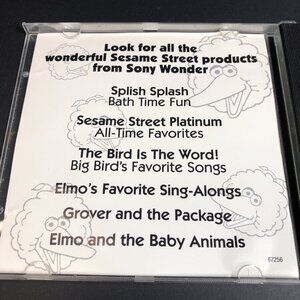 Look for all the
wonderful Sesame Street products
from Sony Wonder
Splish Splash
Bath Time Fun
Sesame Street Platinum
All-Time Favorites
The Bird Is The Word!
Big Bird's Favorite Songs
Elmo's Favorite Sing-Alongs
Grover and the Package
Elmo and the Baby Animals
67256